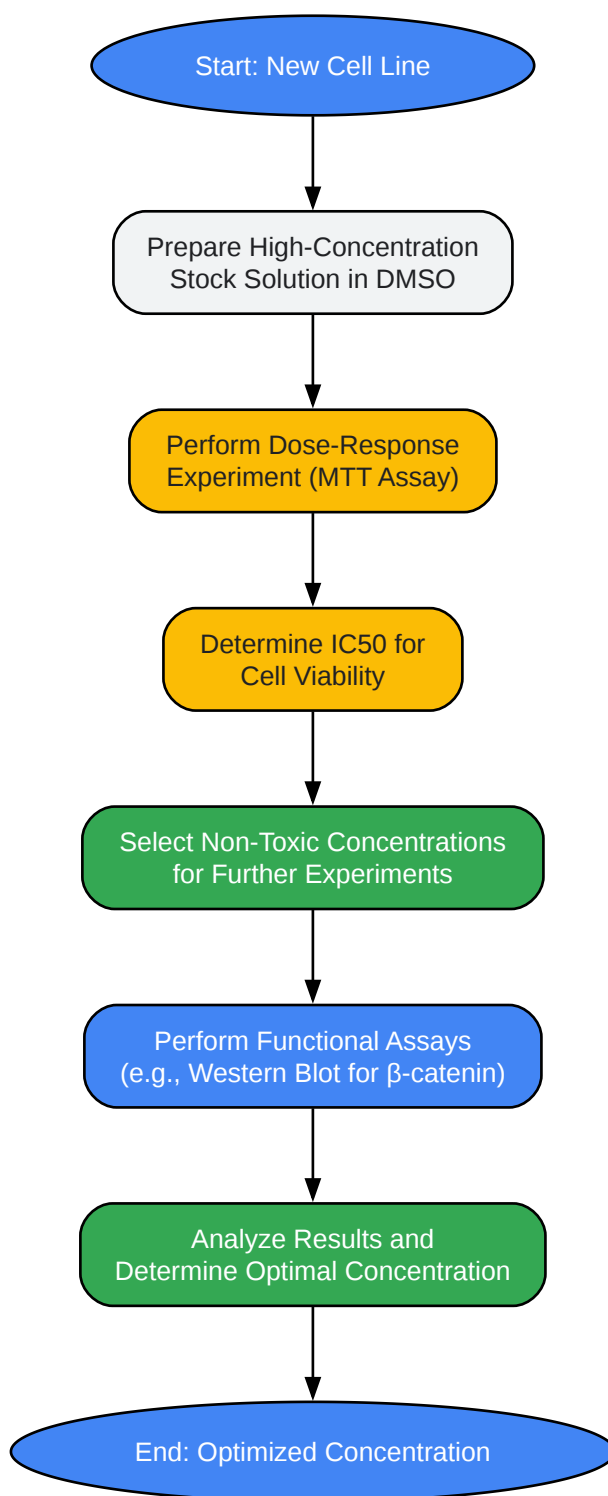 Start: New Cell Line
Prepare High-Concentration
Stock Solution in DMSO
Perform Dose-Response
Experiment (MTT Assay)
Determine IC50 for
Cell Viability
Select Non-Toxic Concentrations
for Further Experiments
Perform Functional Assays
(e.g., Western Blot for β-catenin)
Analyze Results and
Determine Optimal Concentration
End: Optimized Concentration